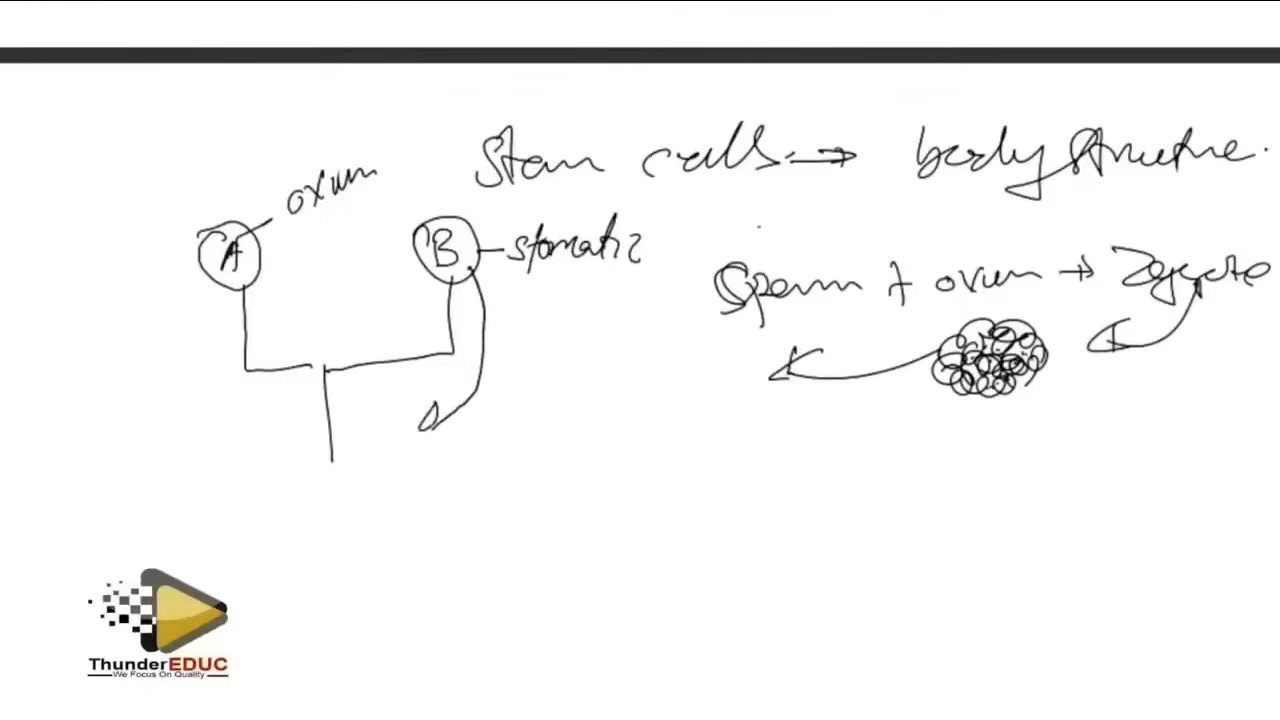 Stem cells → body structure.
ovum
A
B
stomatic
Sperm + ovum → Zygote
ThunderEDUC
We Focus On Quality